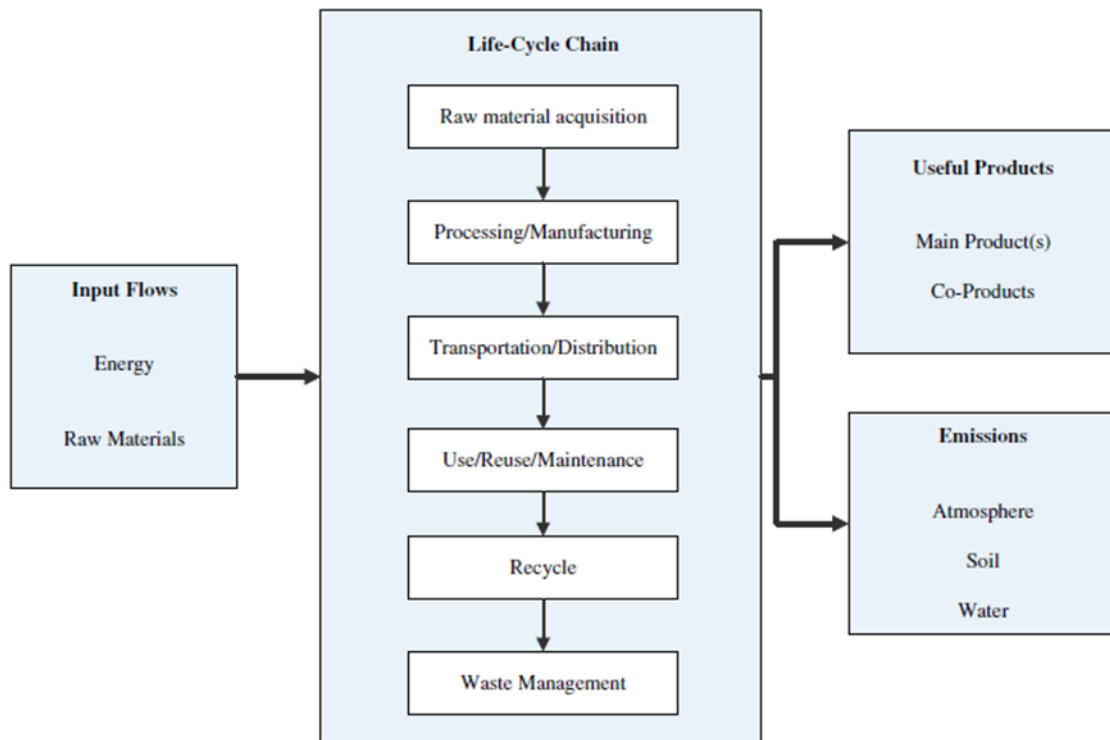 Life-Cycle Chain
Raw material acquisition
Processing/Manufacturing
Transportation/Distribution
Use/Reuse/Maintenance
Recycle
Waste Management
Input Flows
Energy
Raw Materials
Useful Products
Main Product(s)
Co-Products
Emissions
Atmosphere
Soil
Water